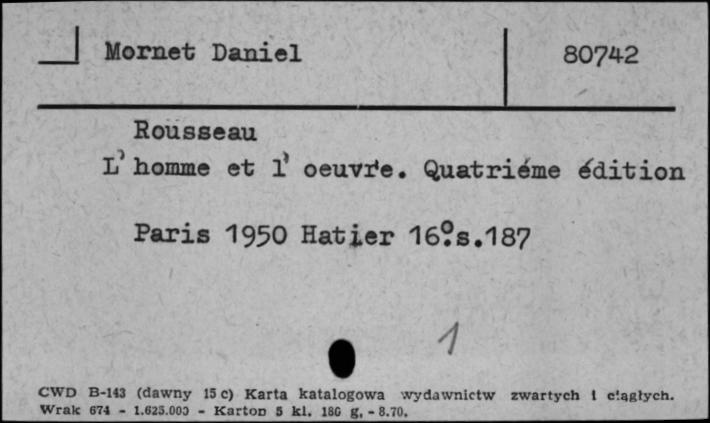 Mornet Daniel 80742
Rousseau
L'homme et l'oeuvre. Quatriéme édition
Paris 1950 Hatier 16º.s.187
1
CWD B-143 (dawny 15 c) Karta katalogowa wydawnictw zwartych i ciągłych.
Wrak 674 - 1.625.000 - Karton 5 kl. 180 g. - 8.70.